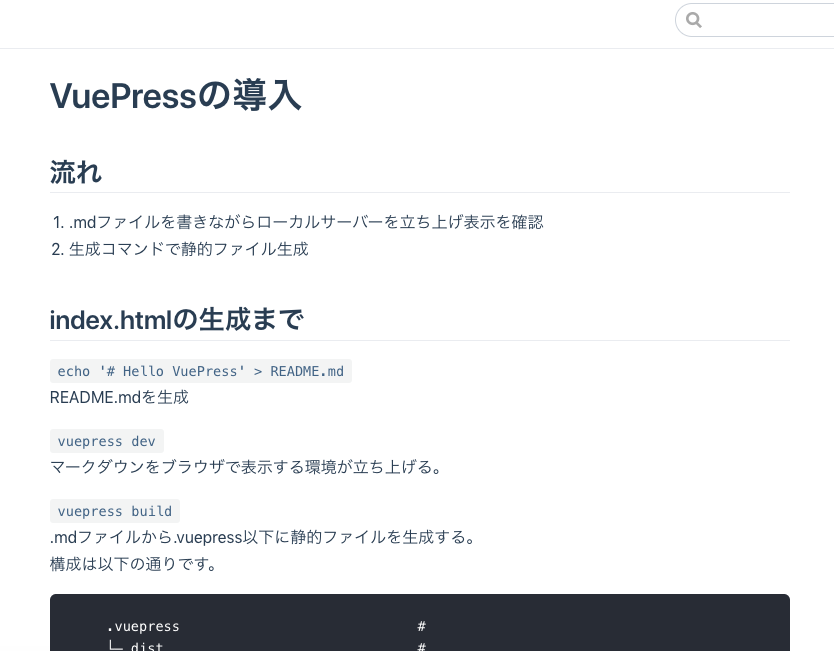 VuePressの導入
流れ
1. .mdファイルを書きながらローカルサーバーを立ち上げ表示を確認
2. 生成コマンドで静的ファイル生成
index.htmlの生成まで
echo '# Hello VuePress' > README.md
README.mdを生成
vuepress dev
マークダウンをブラウザで表示する環境が立ち上げる。
vuepress build
.mdファイルから.vuepress以下に静的ファイルを生成する。
構成は以下の通りです。
.vuepress #
└─ dist #